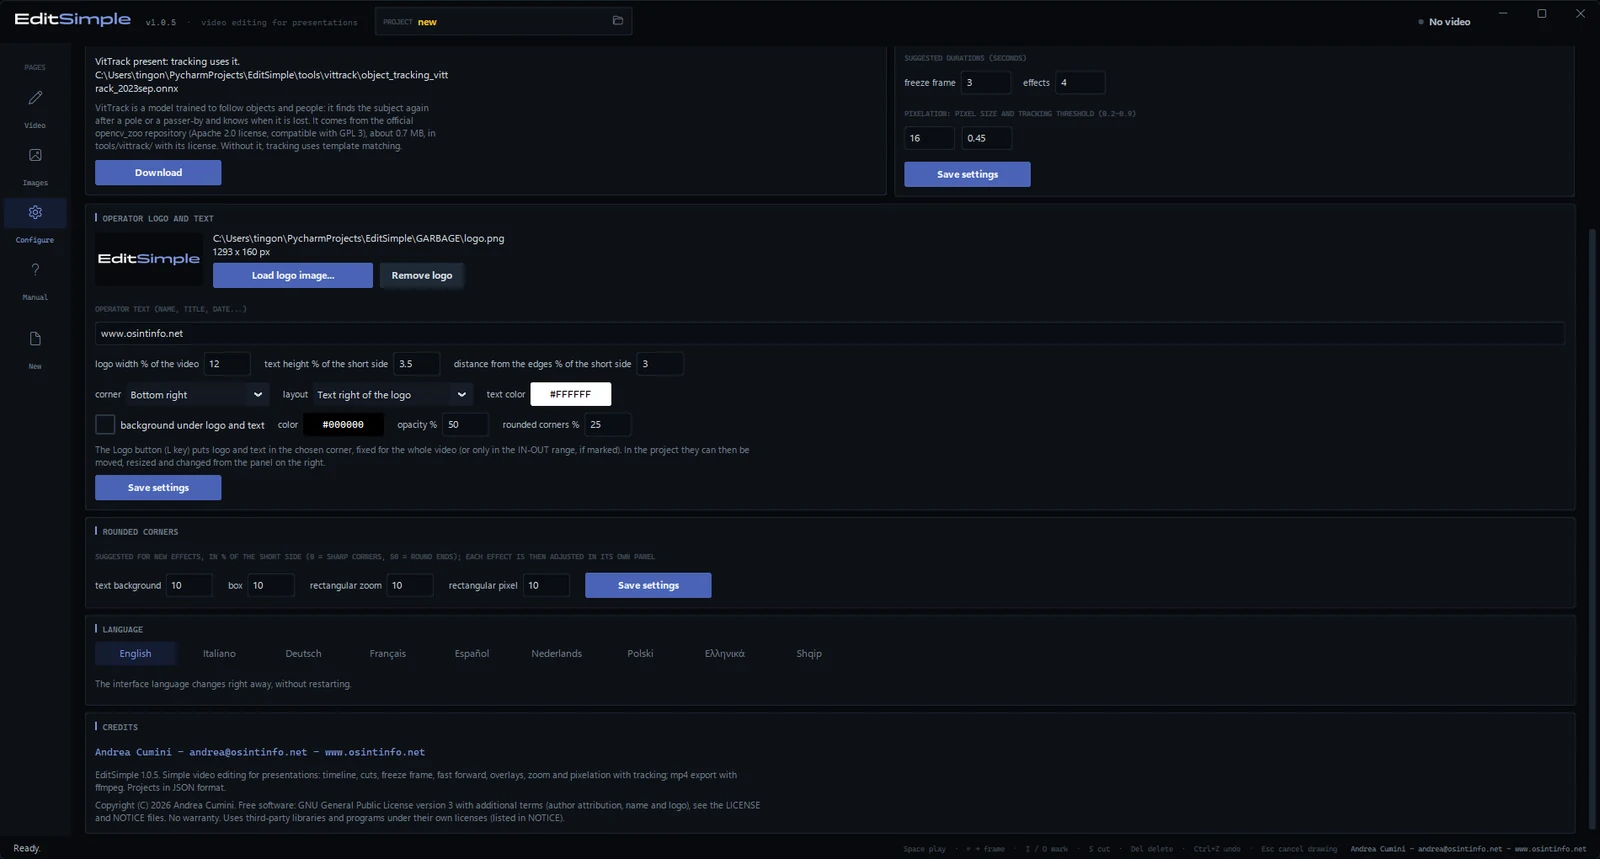 EditSimple v1.0.5 · video editing for presentations PROJECT new No video
PAGES
Video
Images
Configure
Manual
New
VitTrack present: tracking uses it.
C:\Users\tingon\PycharmProjects\EditSimple\tools\vittrack\object_tracking_vitt
rack_2023sep.onnx
VitTrack is a model trained to follow objects and people: it finds the subject again
after a pole or a passer-by and knows when it is lost. It comes from the official
opencv_zoo repository (Apache 2.0 license, compatible with GPL 3), about 0.7 MB, in
tools/vittrack/ with its license. Without it, tracking uses template matching.
Download
SUGGESTED DURATIONS (SECONDS)
freeze frame 3 effects 4
PIXELATION: PIXEL SIZE AND TRACKING THRESHOLD (0.2-0.9)
16 0.45
Save settings
OPERATOR LOGO AND TEXT
EditSimple
C:\Users\tingon\PycharmProjects\EditSimple\GARBAGE\logo.png
1293 x 160 px
Load logo image... Remove logo
OPERATOR TEXT (NAME, TITLE, DATE...)
www.osintinfo.net
logo width % of the video 12 text height % of the short side 3.5 distance from the edges % of the short side 3
corner Bottom right layout Text right of the logo text color #FFFFFF
background under logo and text color #000000 opacity % 50 rounded corners % 25
The Logo button (L key) puts logo and text in the chosen corner, fixed for the whole video (or only in the IN-OUT range, if marked). In the project they can then be
moved, resized and changed from the panel on the right.
Save settings
ROUNDED CORNERS
SUGGESTED FOR NEW EFFECTS, IN % OF THE SHORT SIDE (0 = SHARP CORNERS, 50 = ROUND ENDS); EACH EFFECT IS THEN ADJUSTED IN ITS OWN PANEL
text background 10 box 10 rectangular zoom 10 rectangular pixel 10 Save settings
LANGUAGE
English Italiano Deutsch Français Español Nederlands Polski Ελληνικά Shqip
The interface language changes right away, without restarting.
CREDITS
Andrea Cumini - andrea@osintinfo.net - www.osintinfo.net
EditSimple 1.0.5. Simple video editing for presentations: timeline, cuts, freeze frame, fast forward, overlays, zoom and pixelation with tracking; mp4 export with
ffmpeg. Projects in JSON format.
Copyright (C) 2026 Andrea Cumini. Free software: GNU General Public License version 3 with additional terms (author attribution, name and logo), see the LICENSE
and NOTICE files. No warranty. Uses third-party libraries and programs under their own licenses (listed in NOTICE).
Ready. Space play · frame · I / O mark · S cut · Del delete · Ctrl+Z undo · Esc cancel drawing Andrea Cumini - andrea@osintinfo.net - www.osintinfo.net